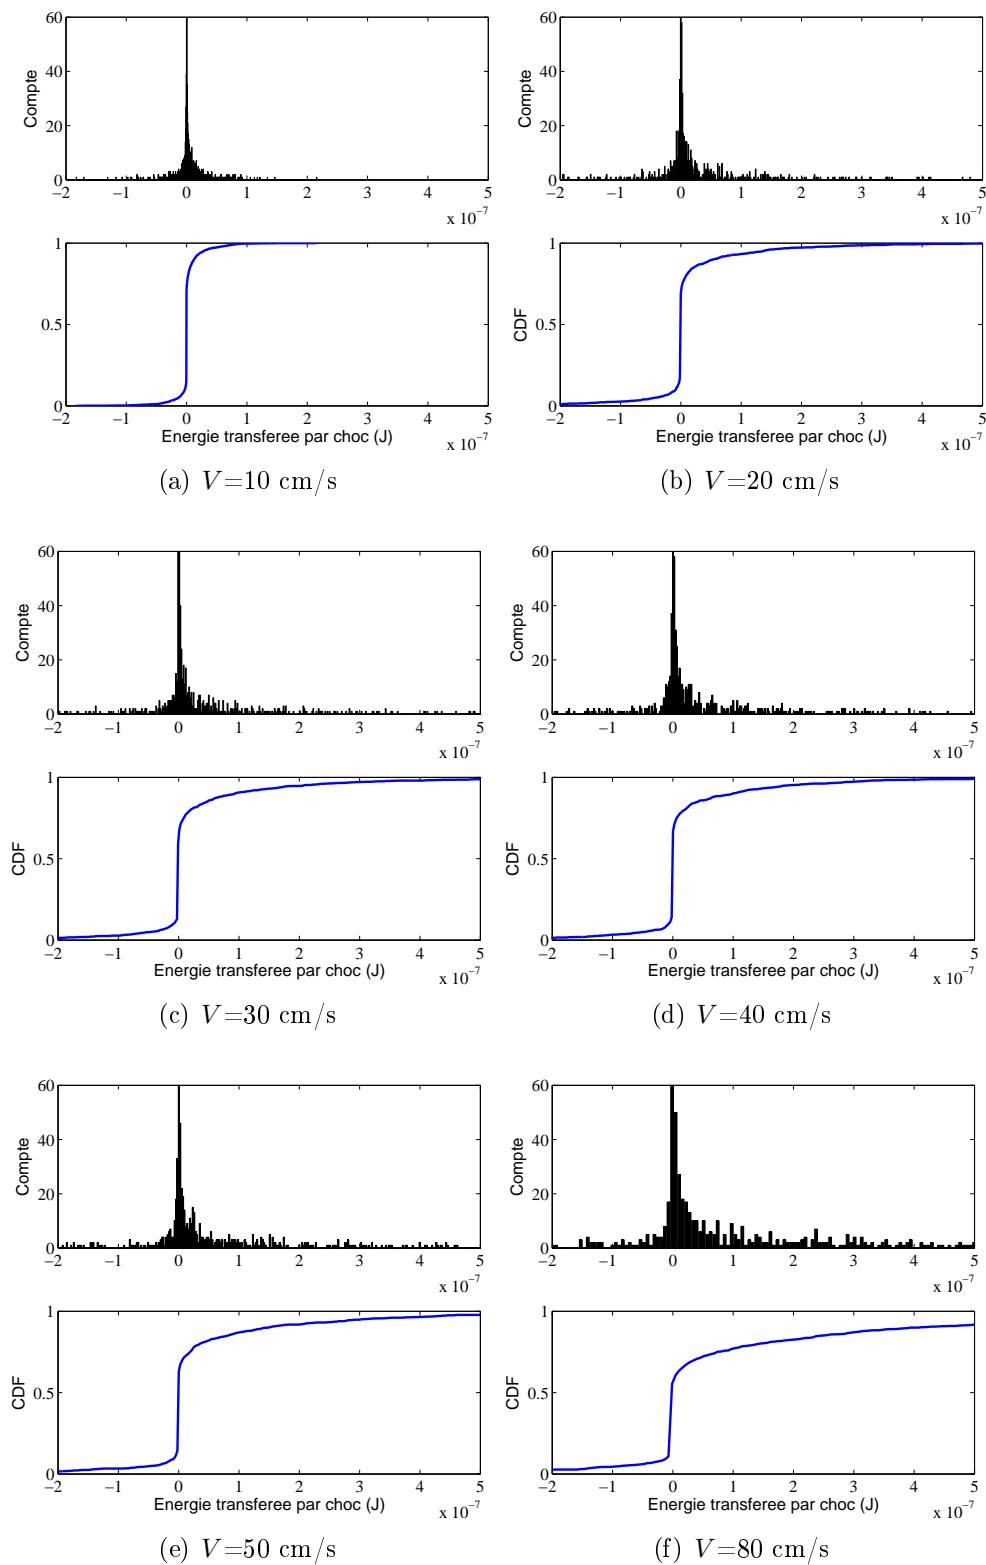 60
40
20
0
Compte
−2 −1 0 1 2 3 4 5
x 10⁻⁷
1
0.5
0
−2 −1 0 1 2 3 4 5
x 10⁻⁷
Energie transferee par choc (J)
(a) V=10 cm/s
60
40
20
0
Compte
−2 −1 0 1 2 3 4 5
x 10⁻⁷
1
0.5
0
CDF
−2 −1 0 1 2 3 4 5
x 10⁻⁷
Energie transferee par choc (J)
(b) V=20 cm/s
60
40
20
0
Compte
−2 −1 0 1 2 3 4 5
x 10⁻⁷
1
0.5
0
CDF
−2 −1 0 1 2 3 4 5
x 10⁻⁷
Energie transferee par choc (J)
(c) V=30 cm/s
60
40
20
0
Compte
−2 −1 0 1 2 3 4 5
x 10⁻⁷
1
0.5
0
CDF
−2 −1 0 1 2 3 4 5
x 10⁻⁷
Energie transferee par choc (J)
(d) V=40 cm/s
60
40
20
0
Compte
−2 −1 0 1 2 3 4 5
x 10⁻⁷
1
0.5
0
CDF
−2 −1 0 1 2 3 4 5
x 10⁻⁷
Energie transferee par choc (J)
(e) V=50 cm/s
60
40
20
0
Compte
−2 −1 0 1 2 3 4 5
x 10⁻⁷
1
0.5
0
CDF
−2 −1 0 1 2 3 4 5
x 10⁻⁷
Energie transferee par choc (J)
(f) V=80 cm/s